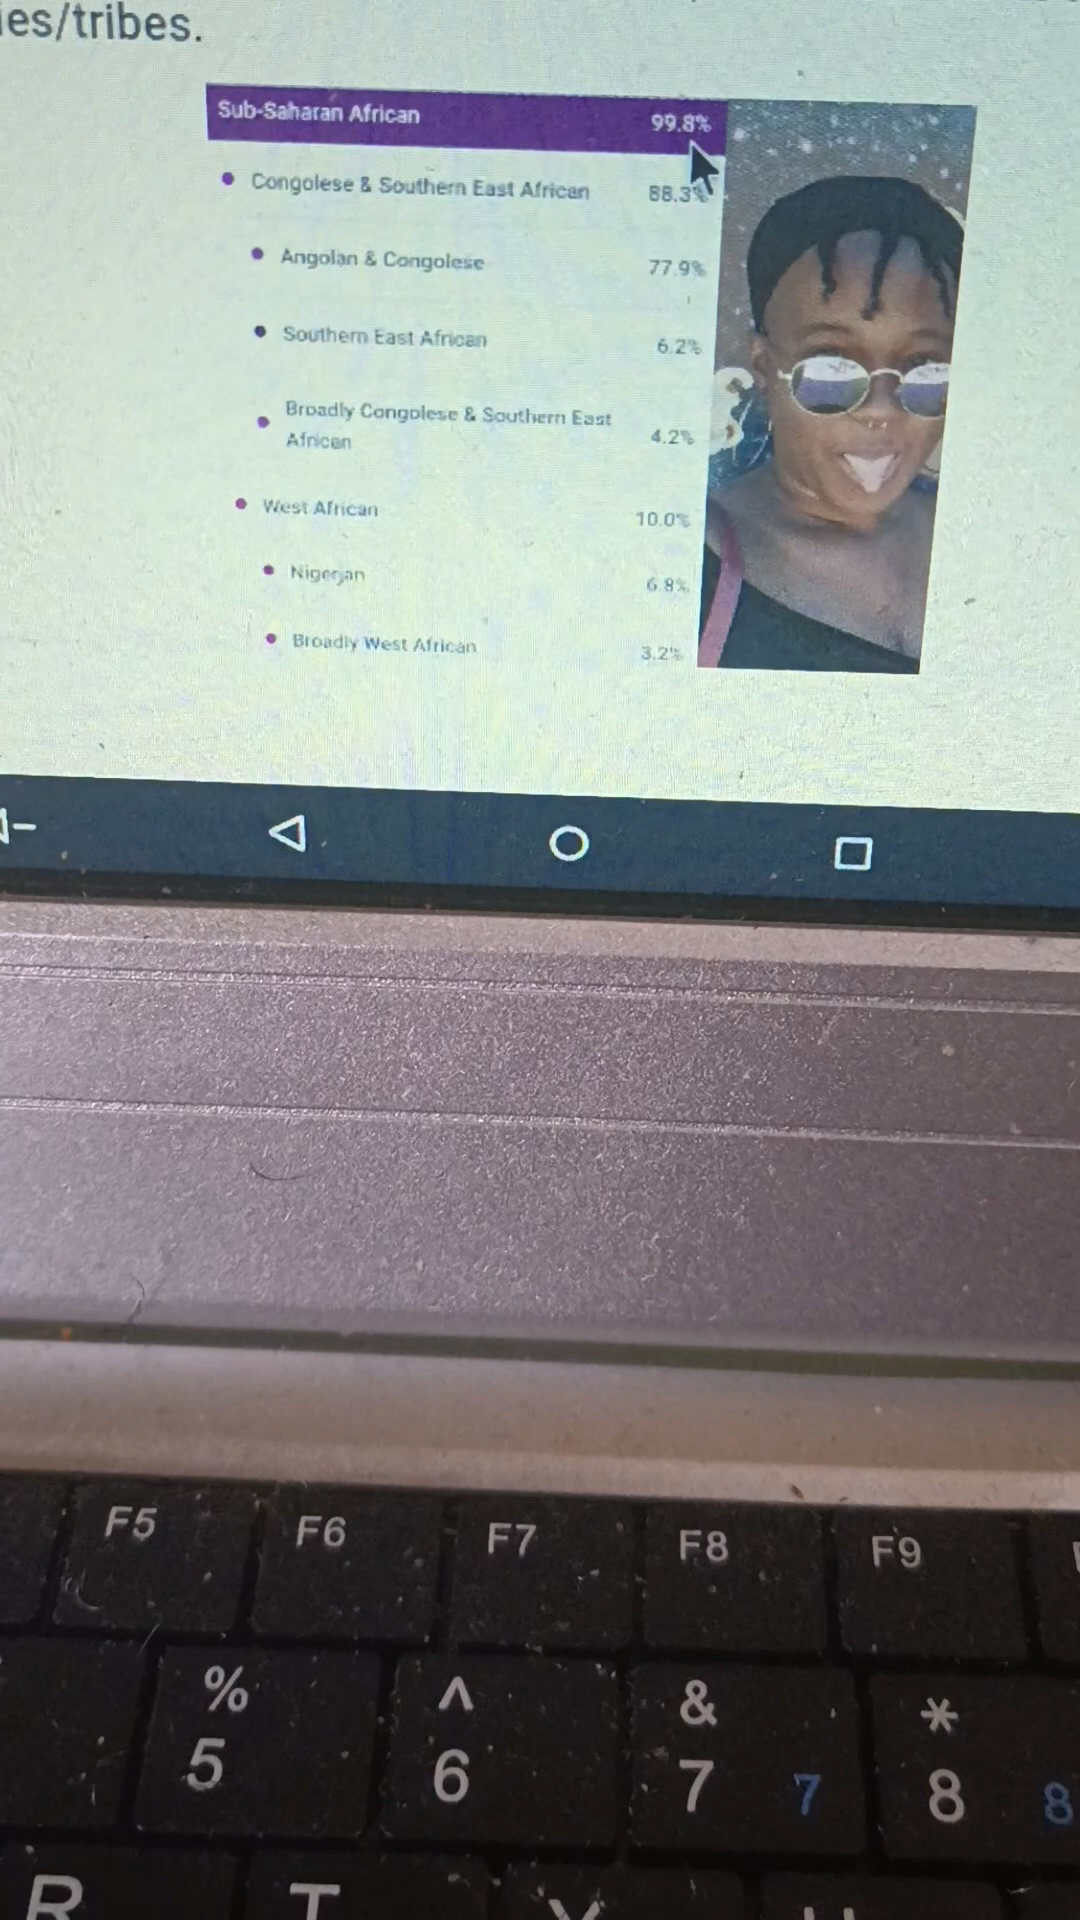 ies/tribes.
Sub-Saharan African 99.8%
Congolese & Southern East African 88.3%
Angolan & Congolese 77.9%
Southern East African 6.2%
Broadly Congolese & Southern East
African 4.2%
West African 10.0%
Nigerian 6.8%
Broadly West African 3.2%
F5 F6 F7 F8 F9
% ^ & *
5 6 7 7 8 8
R T Y U